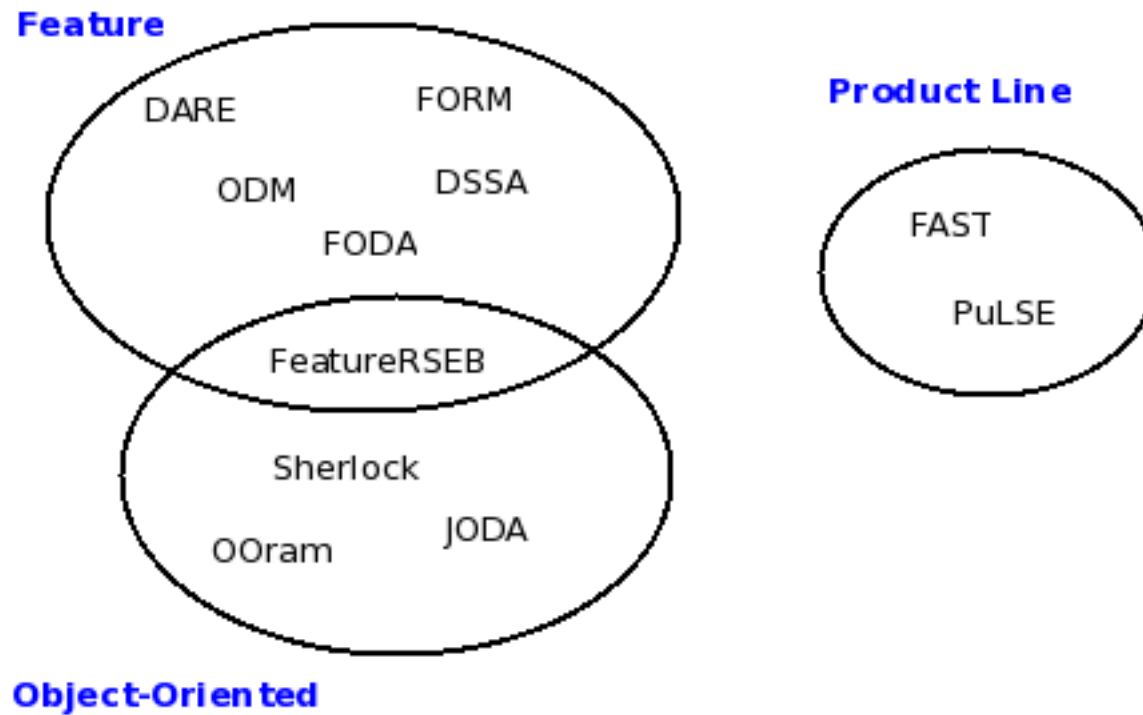 Feature
DARE
FORM
ODM
DSSA
FODA
FeatureRSEB
Sherlock
OOram
JODA
Object-Oriented
Product Line
FAST
PuLSE